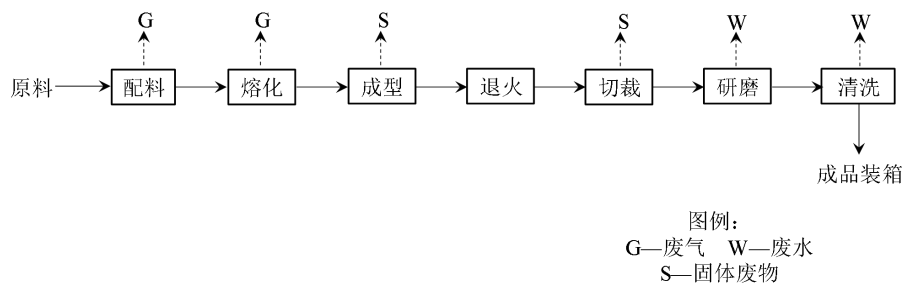 G G S S W W
原料 配料 熔化 成型 退火 切裁 研磨 清洗
成品装箱
图例：
G—废气 W—废水
S—固体废物